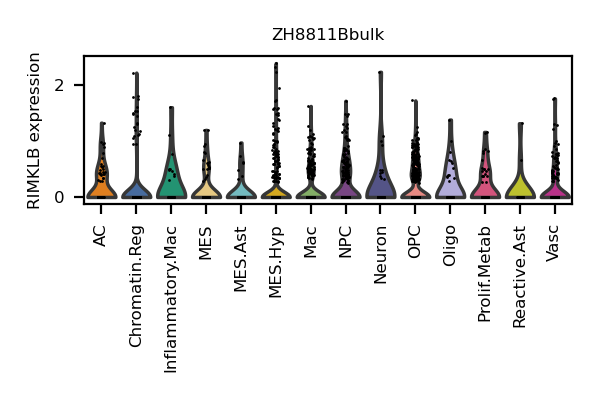 ZH8811Bbulk
RIMKLB expression
2
0
AC
Chromatin.Reg
Inflammatory.Mac
MES
MES.Ast
MES.Hyp
Mac
NPC
Neuron
OPC
Oligo
Prolif.Metab
Reactive.Ast
Vasc